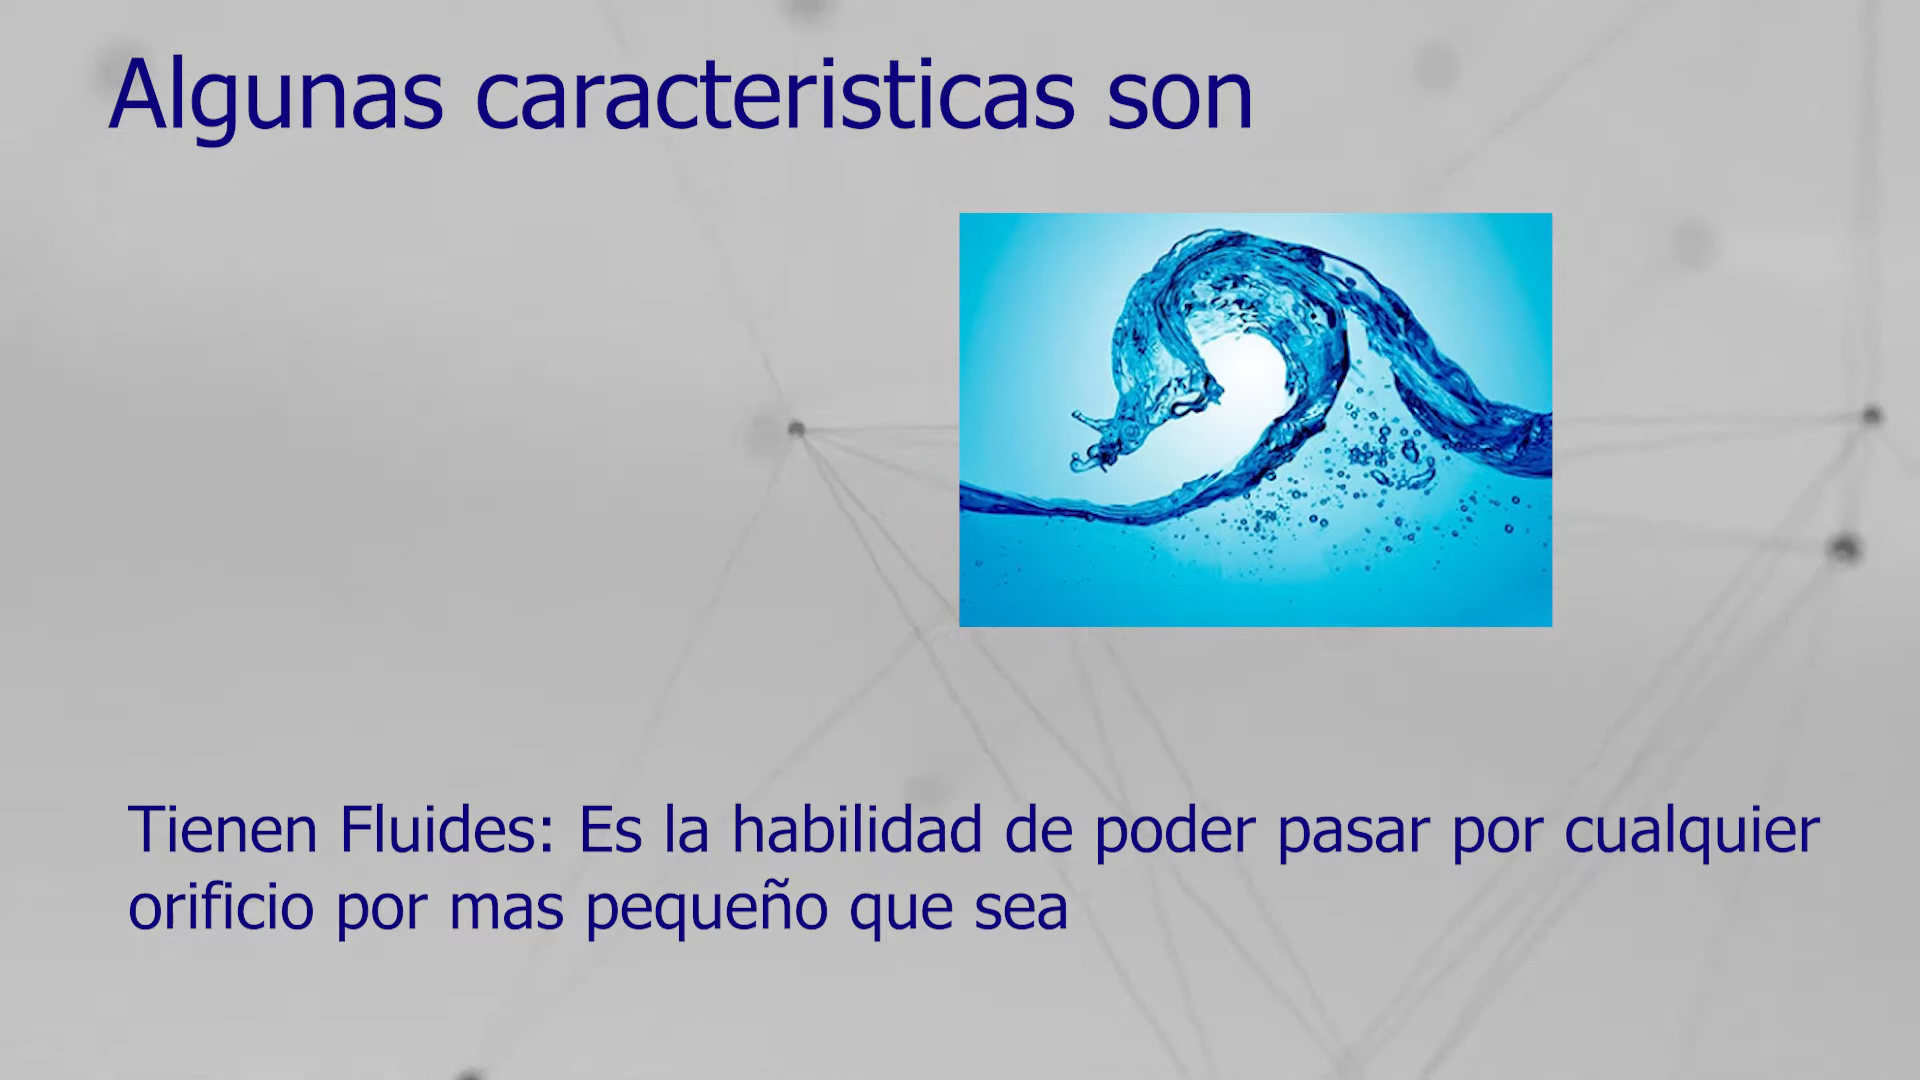 Algunas caracteristicas son
Tienen Fluides: Es la habilidad de poder pasar por cualquier
orificio por mas pequeño que sea